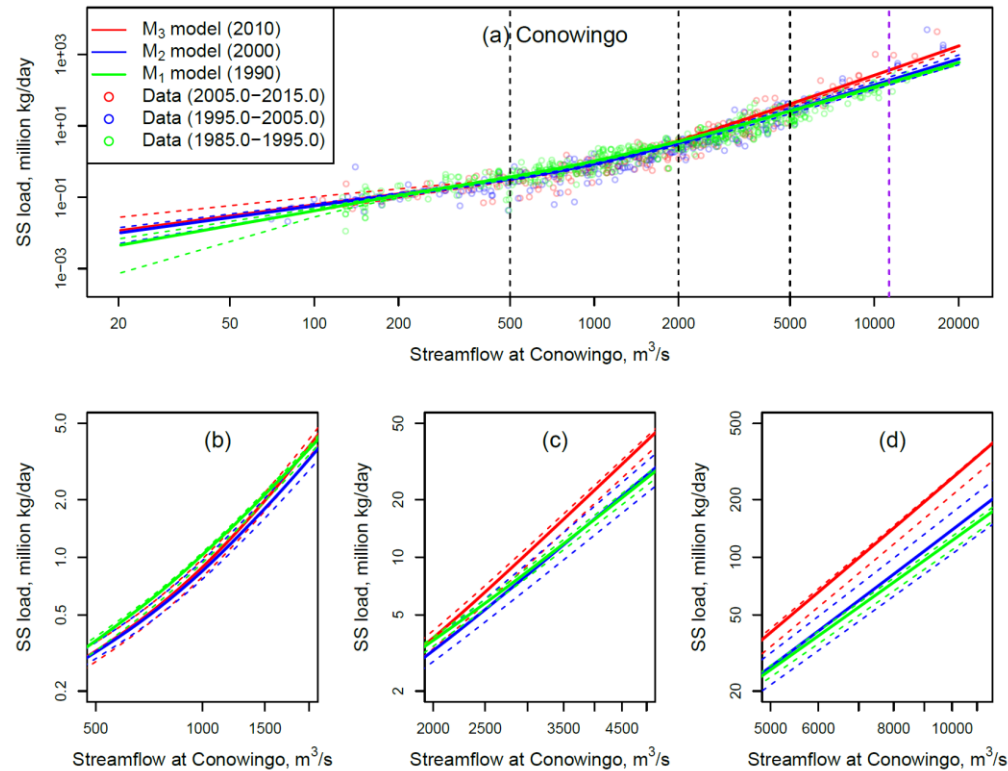 (a) Conowingo
M3 model (2010)
M2 model (2000)
M1 model (1990)
Data (2005.0−2015.0)
Data (1995.0−2005.0)
Data (1985.0−1995.0)
SS load, million kg/day
1e+03
1e+01
1e−01
1e−03
20 50 100 200 500 1000 2000 5000 10000 20000
Streamflow at Conowingo, m³/s
(b)
SS load, million kg/day
5.0
2.0
1.0
0.5
0.2
500 1000 1500
Streamflow at Conowingo, m³/s
(c)
SS load, million kg/day
50
20
10
5
2
2000 2500 3500 4500
Streamflow at Conowingo, m³/s
(d)
SS load, million kg/day
500
200
100
50
20
5000 6000 8000 10000
Streamflow at Conowingo, m³/s